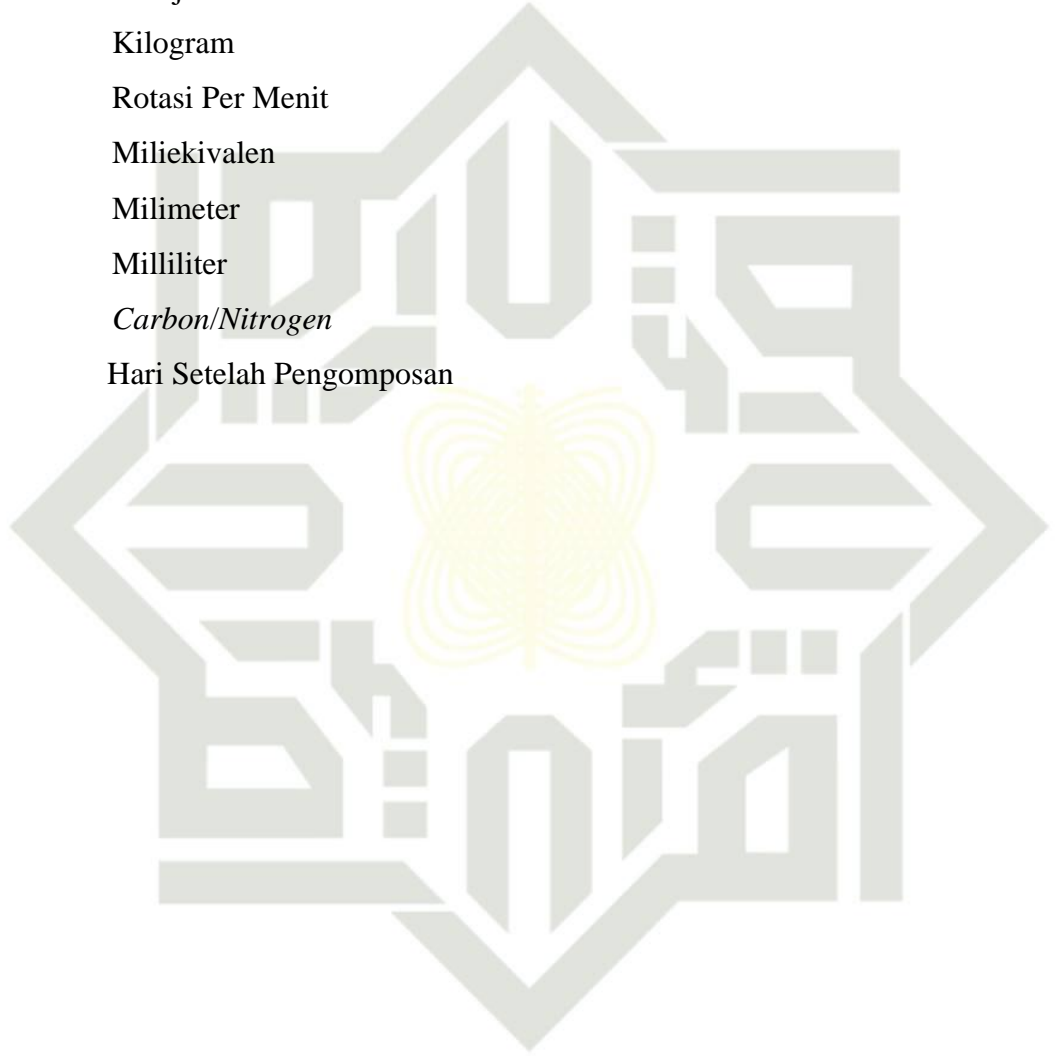 Kilogram
Rotasi Per Menit
Miliekivalen
Milimeter
Milliliter
Carbon/Nitrogen
Hari Setelah Pengomposan